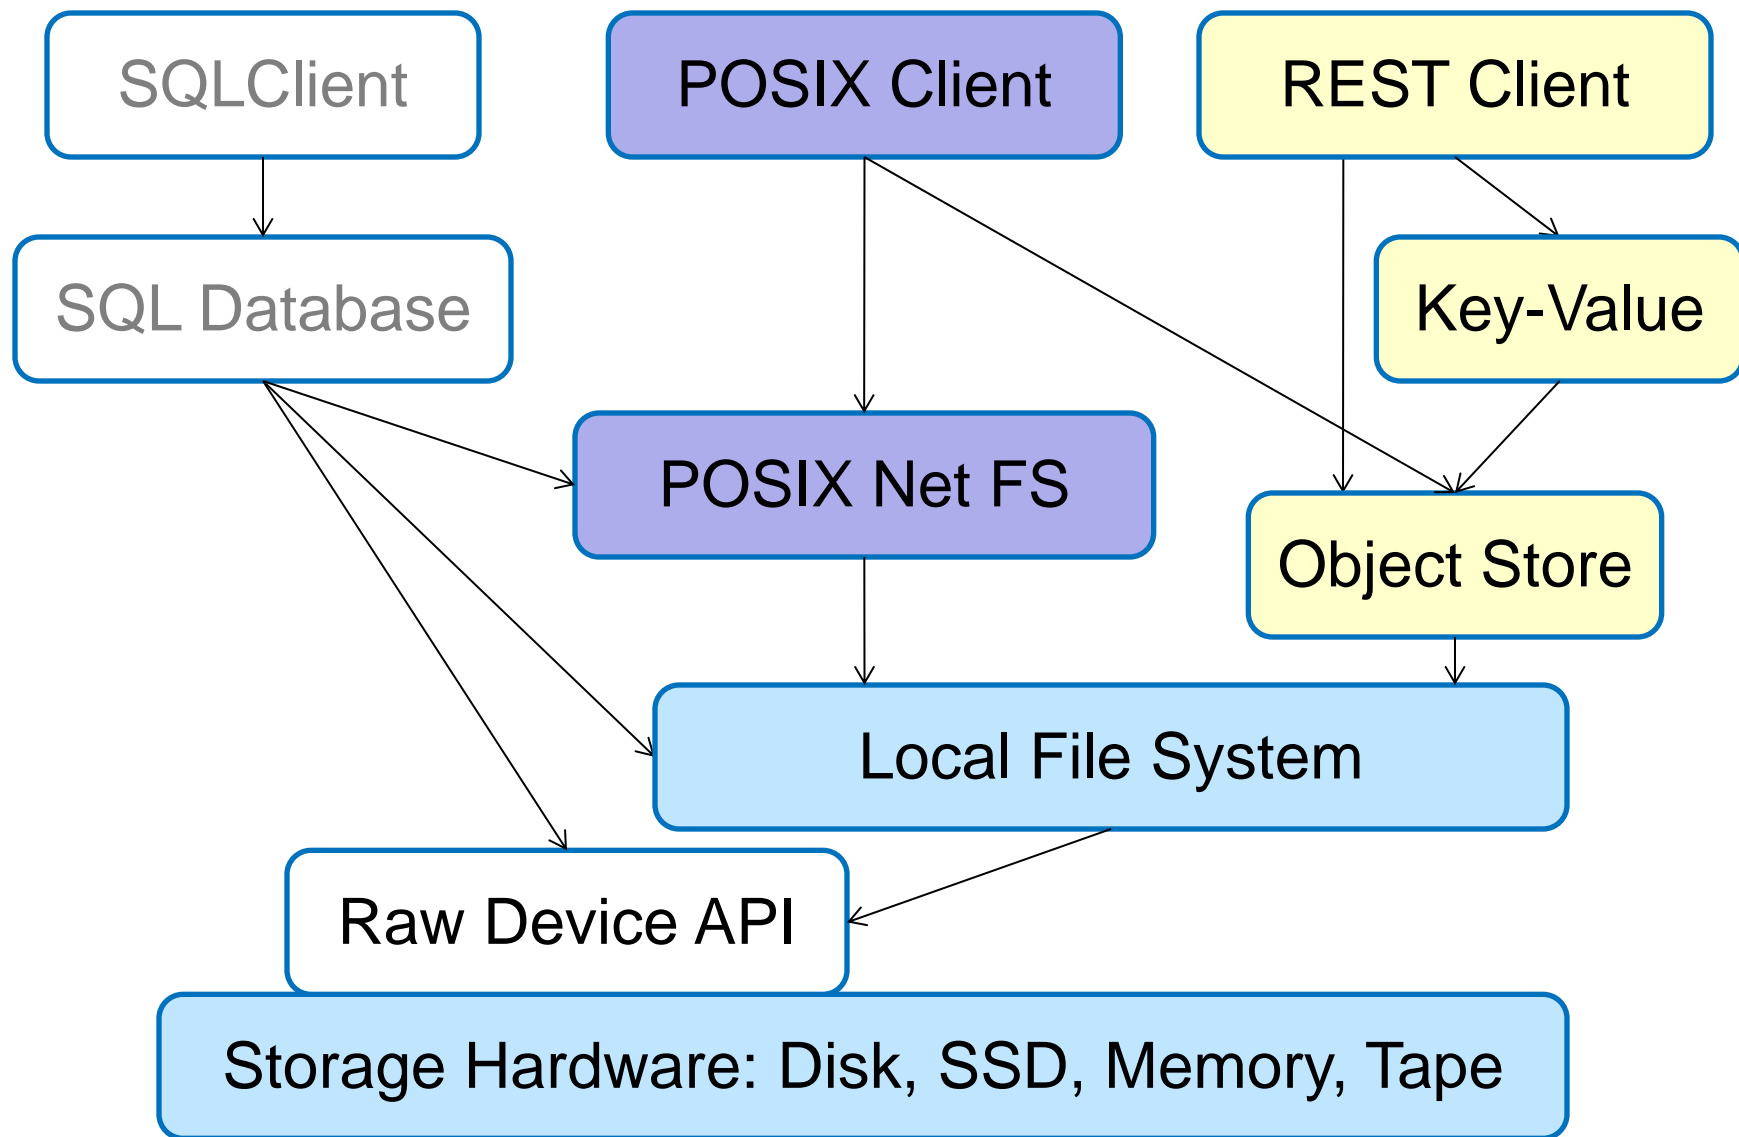 SQLClient
POSIX Client
REST Client
SQL Database
Key-Value
POSIX Net FS
Object Store
Local File System
Raw Device API
Storage Hardware: Disk, SSD, Memory, Tape